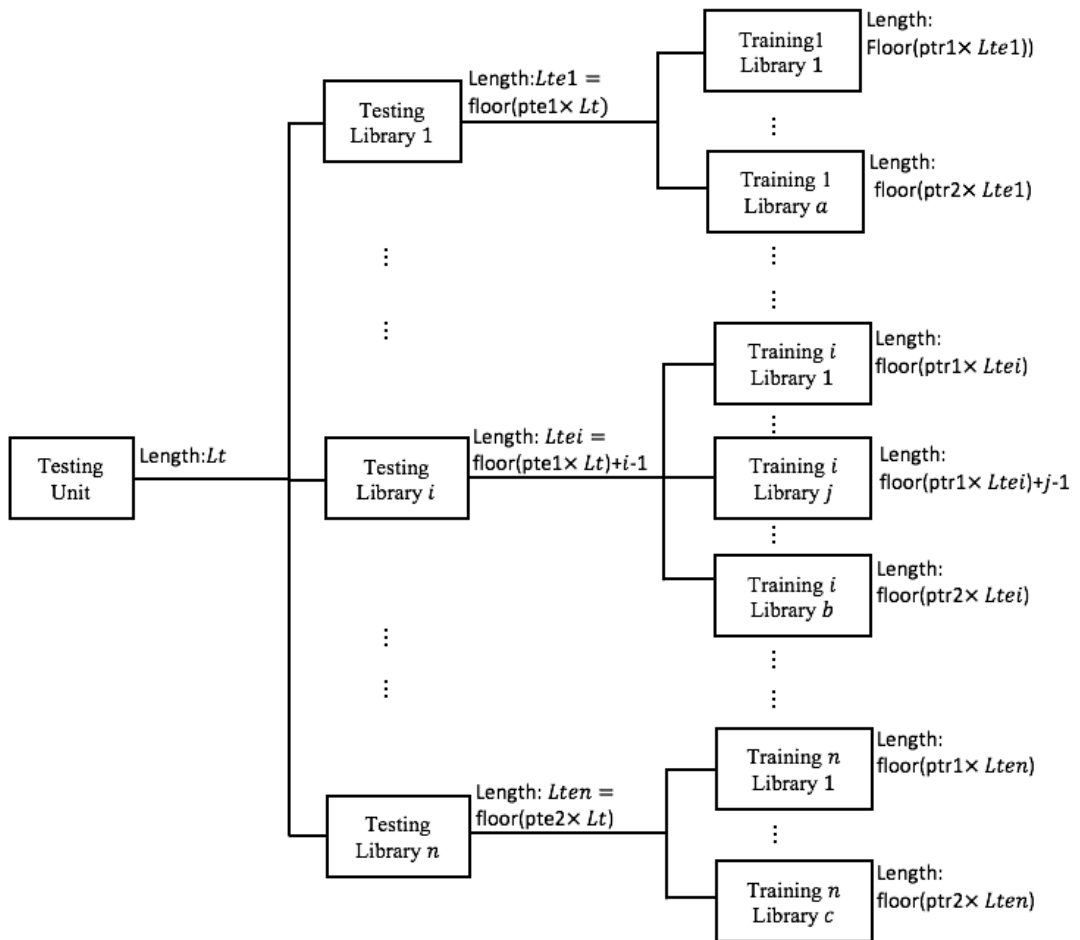 Testing
Unit
Length:Lt
Testing
Library 1
Length:Lte1 =
floor(pte1× Lt)
Training1
Library 1
Length:
Floor(ptr1× Lte1))
⋮
Training 1
Library a
Length:
floor(ptr2× Lte1)
⋮
⋮
⋮
⋮
Testing
Library i
Length: Ltei =
floor(pte1× Lt)+i-1
Training i
Library 1
Length:
floor(ptr1× Ltei)
⋮
Training i
Library j
Length:
floor(ptr1× Ltei)+j-1
⋮
Training i
Library b
Length:
floor(ptr2× Ltei)
⋮
⋮
⋮
⋮
Testing
Library n
Length: Lten =
floor(pte2× Lt)
Training n
Library 1
Length:
floor(ptr1× Lten)
⋮
Training n
Library c
Length:
floor(ptr2× Lten)